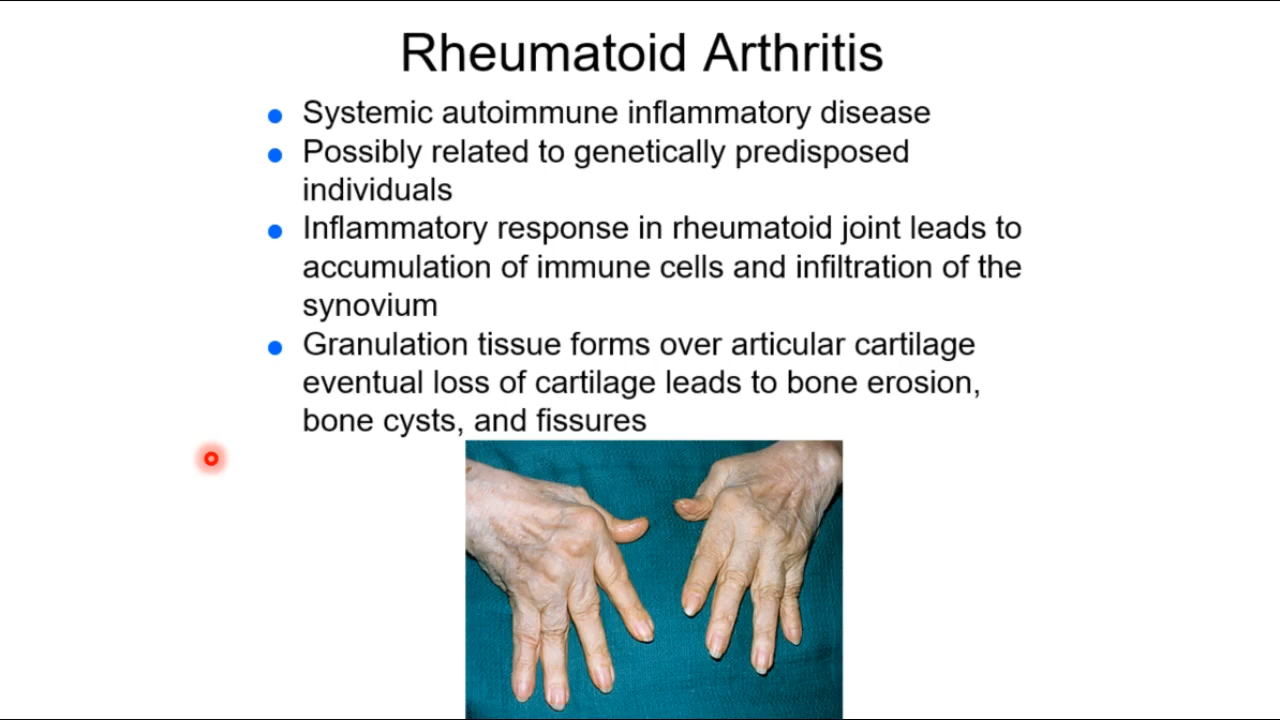 Rheumatoid Arthritis
Systemic autoimmune inflammatory disease
Possibly related to genetically predisposed
individuals
Inflammatory response in rheumatoid joint leads to
accumulation of immune cells and infiltration of the
synovium
Granulation tissue forms over articular cartilage
eventual loss of cartilage leads to bone erosion,
bone cysts, and fissures